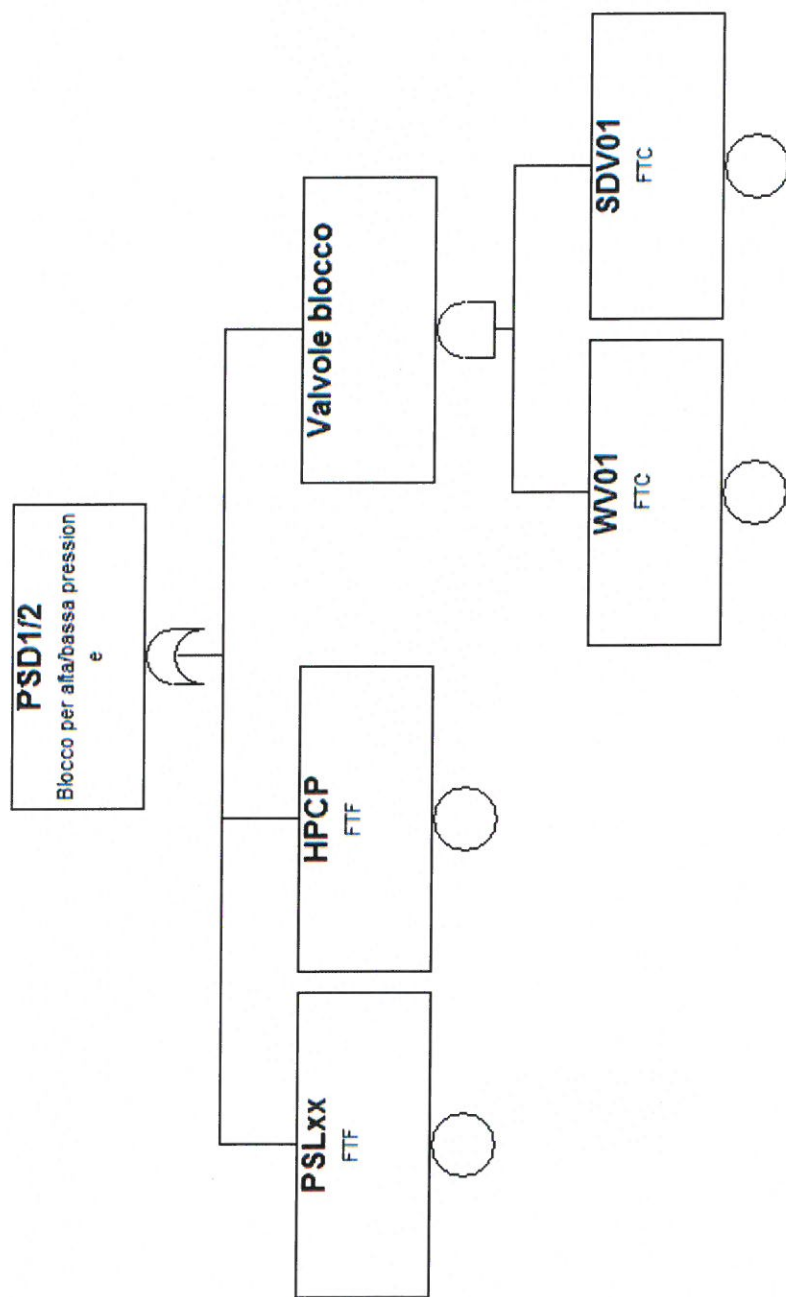 PSD1/2
Blocco per alta/bassa pression
e
PSLxx
FTF
HPCP
FTF
Valvole blocco
WV01
FTC
SDV01
FTC